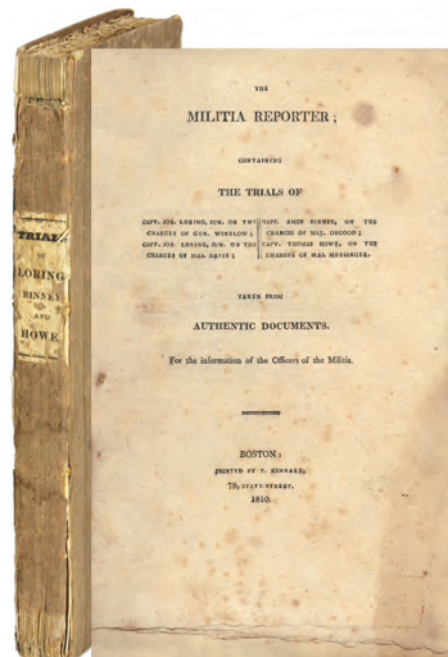 TRIALS
OF
LORING
BINNEY
AND
HOWE
THE
MILITIA REPORTER;
CONTAINING
THE TRIALS OF
CAPT. JOS. LORING, JUN. ON THE
CHARGES OF GEN. WINSLOW;
CAPT. JOS. LORING, JUN. ON THE
CHARGES OF MAJ. DAVIS;
CAPT. AMOS BINNEY, ON THE
CHARGES OF MAJ. OSGOOD;
CAPT. THOMAS HOWE, ON THE
CHARGES OF MAJ. MESSINGER.
TAKEN FROM
AUTHENTIC DOCUMENTS.
For the information of the Officers of the Militia.
BOSTON:
PRINTED BY T. KENNARD,
78, STATE-STREET.
1810.